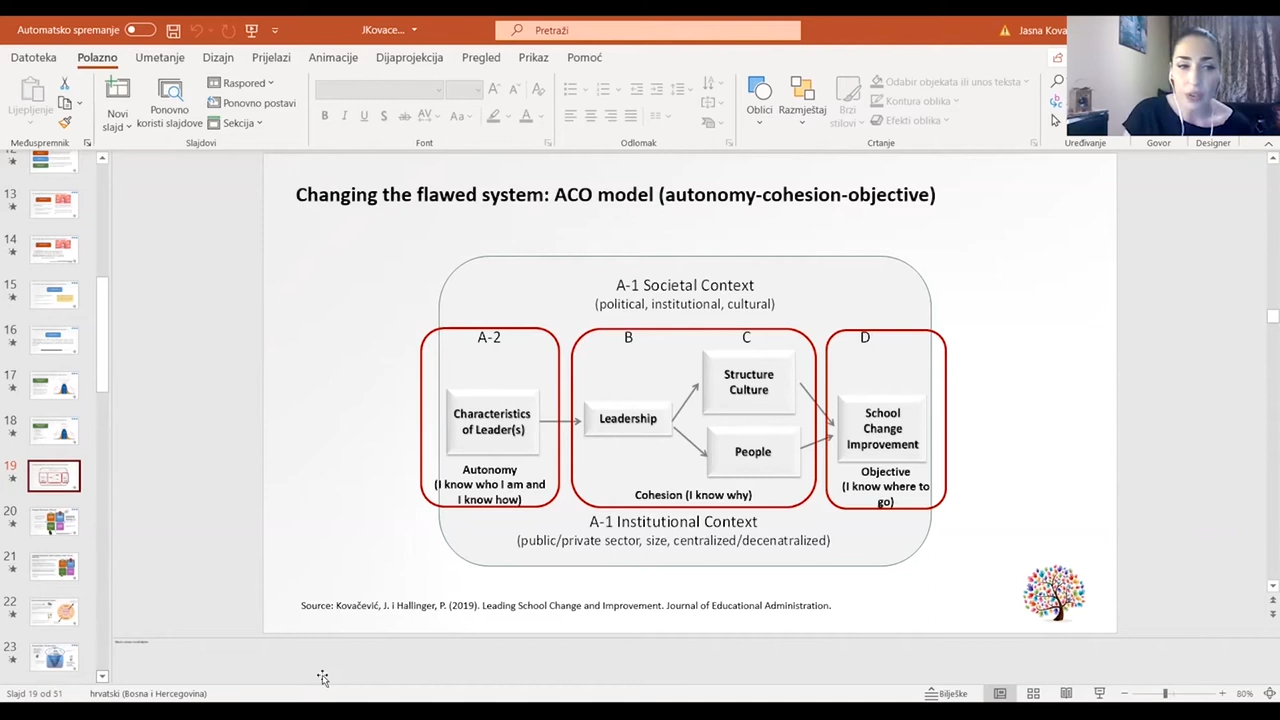 Automatsko spremanje
JKovace...
Pretraži
Jasna Kova
Datoteka
Polazno
Umetanje
Dizajn
Prijelazi
Animacije
Dijaprojekcija
Pregled
Prikaz
Pomoć
Lijepljenje
Novi slajd
Ponovno koristi slajdove
Raspored
Ponovno postavi
Sekcija
Oblici
Razmještaj
Brzi stilovi
Odabir objekata ili unos teksta
Kontura oblika
Efekti oblika
Međuspremnik
Slajdovi
Font
Odlomak
Crtanje
Uređivanje
Govor
Designer
12
13
14
15
16
17
18
19
20
21
22
23
Changing the flawed system: ACO model (autonomy-cohesion-objective)
A-1 Societal Context
(political, institutional, cultural)
A-2
B
C
D
Characteristics
of Leader(s)
Leadership
Structure
Culture
People
School
Change
Improvement
Autonomy
(I know who I am and
I know how)
Cohesion (I know why)
Objective
(I know where to
go)
A-1 Institutional Context
(public/private sector, size, centralized/decenatralized)
Source: Kovačević, J. i Hallinger, P. (2019). Leading School Change and Improvement. Journal of Educational Administration.
Slajd 19 od 51
hrvatski (Bosna i Hercegovina)
Bilješke
80%